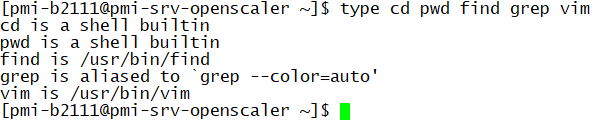 [pmi-b2111@pmi-srv-openscaler ~]$ type cd pwd find grep vim
cd is a shell builtin
pwd is a shell builtin
find is /usr/bin/find
grep is aliased to `grep --color=auto'
vim is /usr/bin/vim
[pmi-b2111@pmi-srv-openscaler ~]$